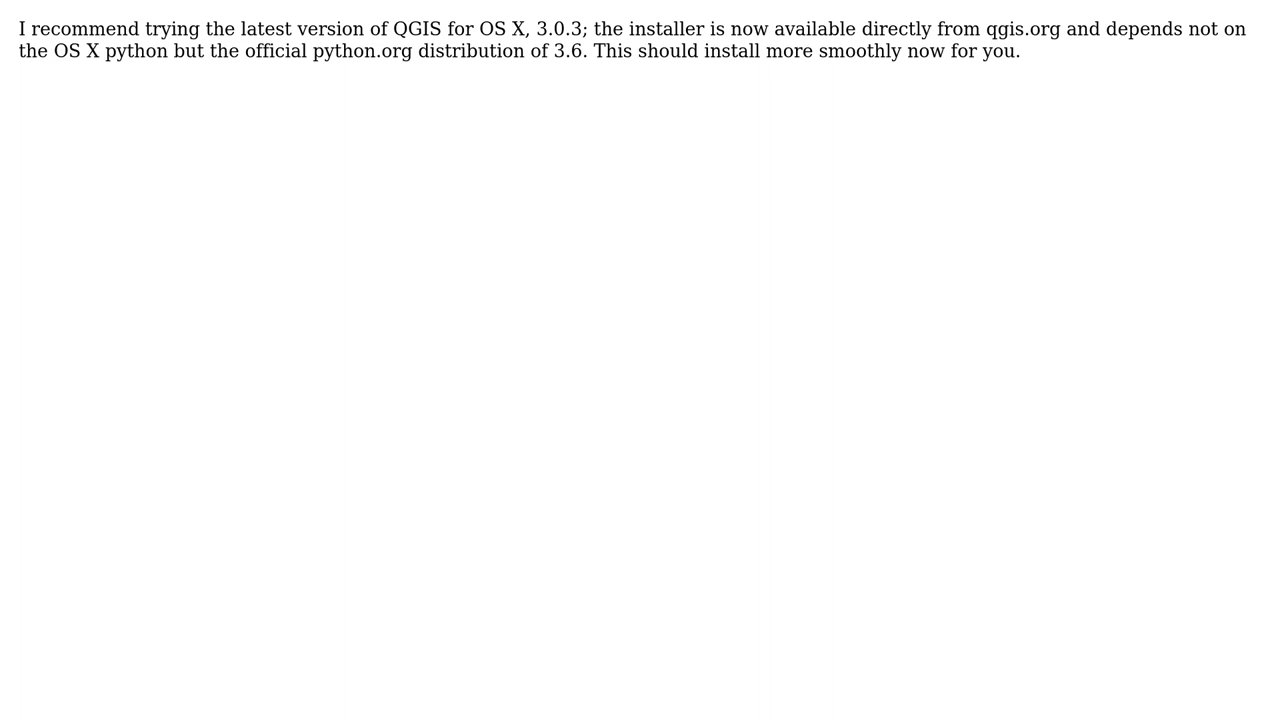 I recommend trying the latest version of QGIS for OS X, 3.0.3; the installer is now available directly from qgis.org and depends not on
the OS X python but the official python.org distribution of 3.6. This should install more smoothly now for you.